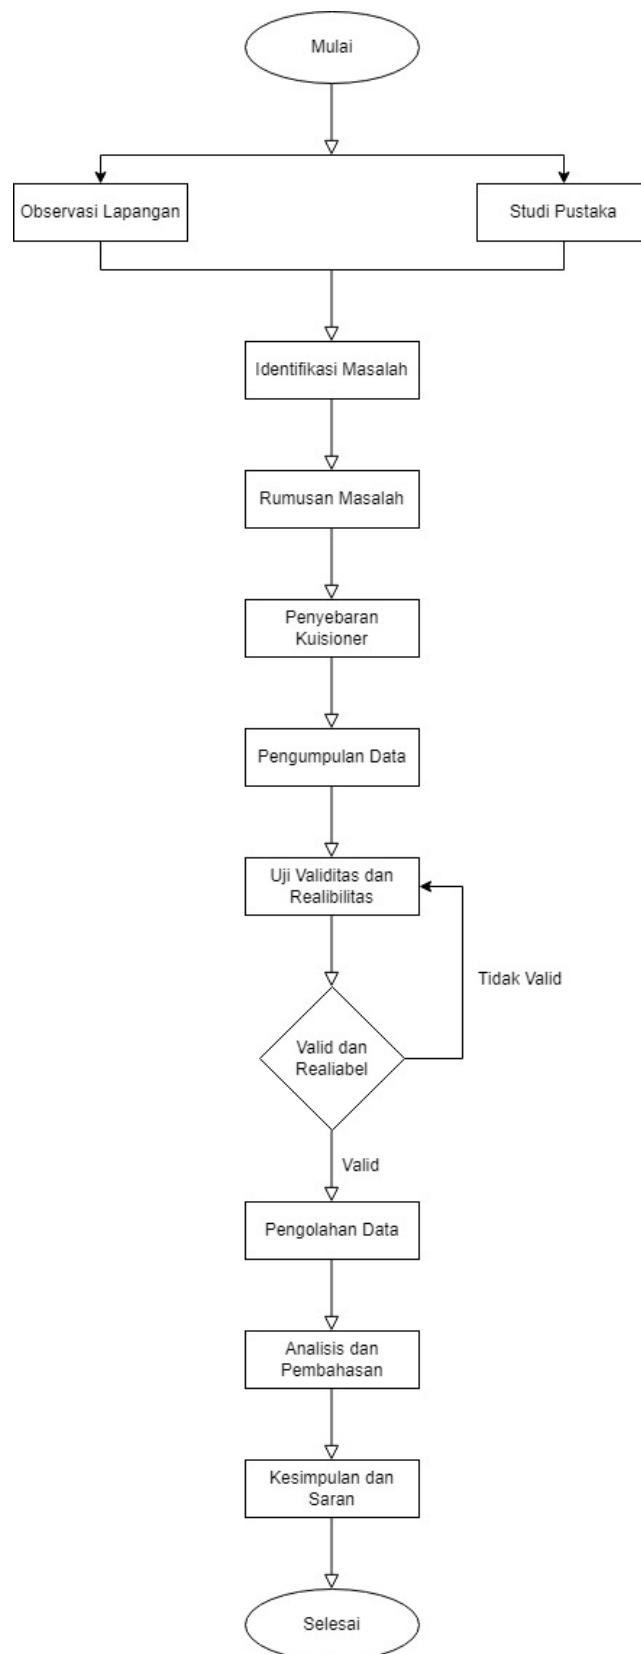 Mulai
Observasi Lapangan
Studi Pustaka
Identifikasi Masalah
Rumusan Masalah
Penyebaran
Kuisioner
Pengumpulan Data
Uji Validitas dan
Realibilitas
Tidak Valid
Valid dan
Realiabel
Valid
Pengolahan Data
Analisis dan
Pembahasan
Kesimpulan dan
Saran
Selesai